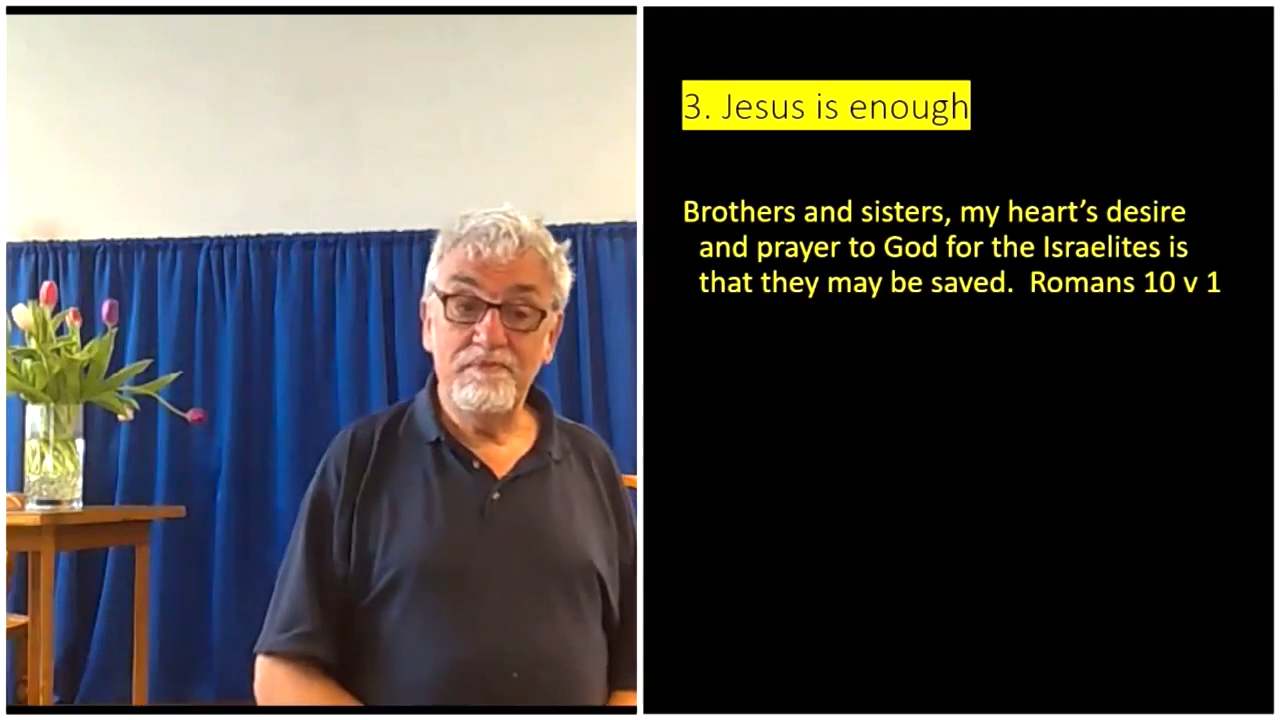 3. Jesus is enough
Brothers and sisters, my heart’s desire
and prayer to God for the Israelites is
that they may be saved.  Romans 10 v 1